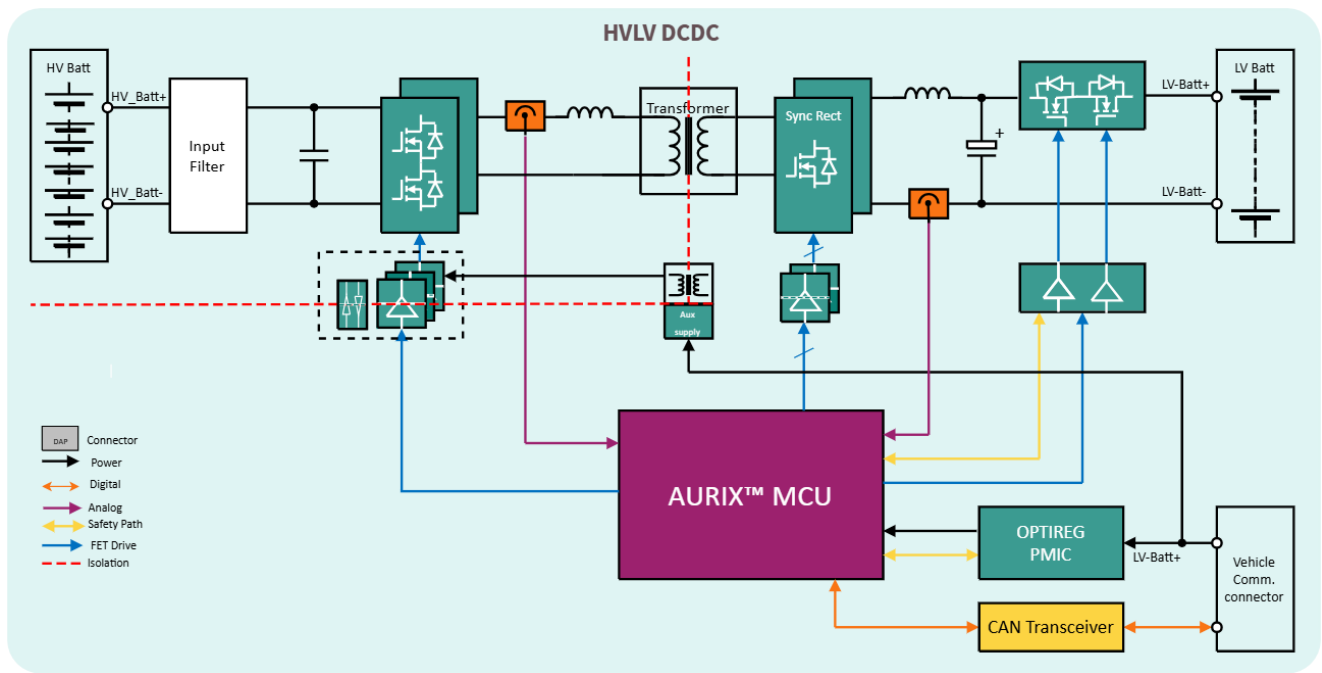 HVLV DCDC
HV Batt
HV_Batt+
HV_Batt-
Input
Filter
Transformer
Sync Rect
+
LV-Batt+
LV-Batt-
LV Batt
Aux
supply
AURIX™ MCU
OPTIREG
PMIC
LV-Batt+
Vehicle
Comm.
connector
CAN Transceiver
DAP
Connector
Power
Digital
Analog
Safety Path
FET Drive
Isolation